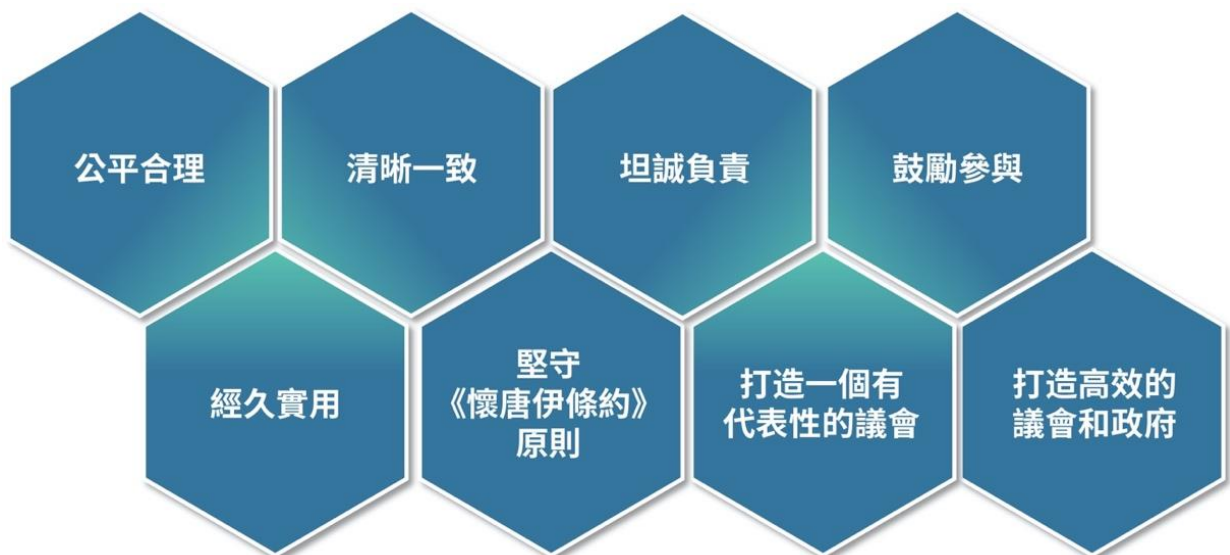 公平合理
清晰一致
坦誠負責
鼓勵參與
經久實用
堅守
《懷唐伊條約》
原則
打造一個有
代表性的議會
打造高效的
議會和政府